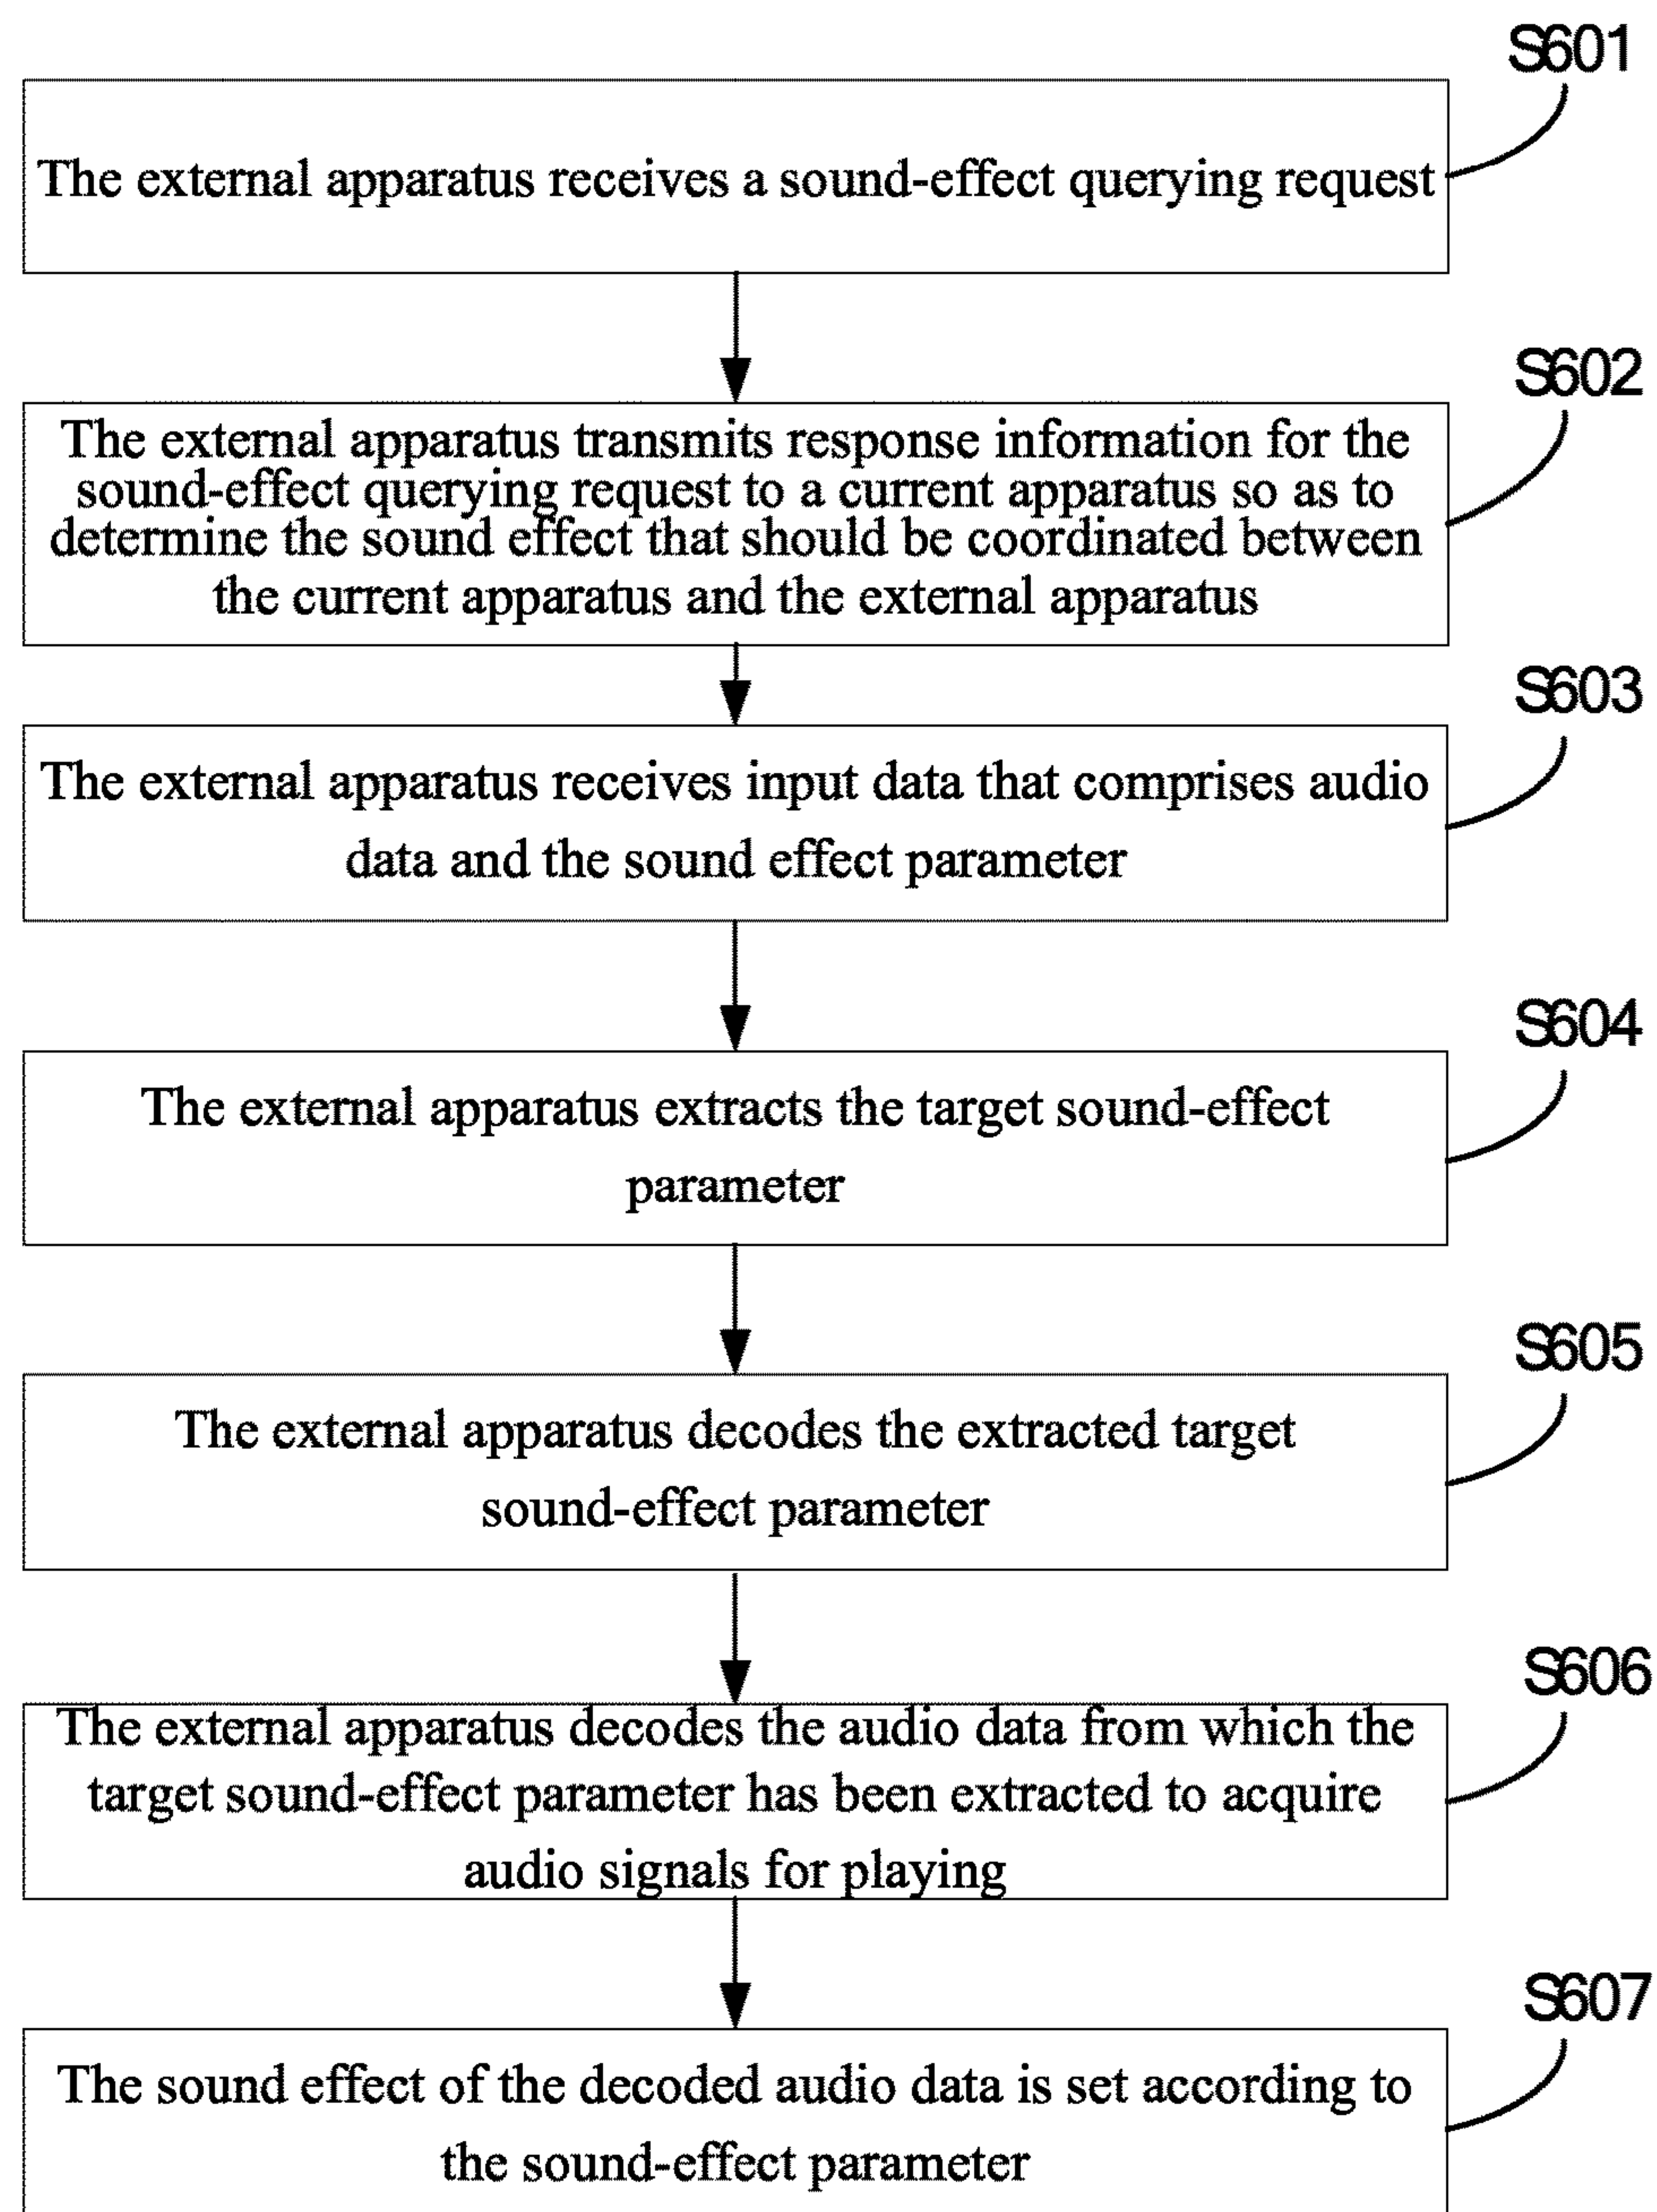 S601
The external apparatus receives a sound-effect querying request
S602
The external apparatus transmits response information for the
sound-effect querying request to a current apparatus so as to
determine the sound effect that should be coordinated between
the current apparatus and the external apparatus
S603
The external apparatus receives input data that comprises audio
data and the sound effect parameter
S604
The external apparatus extracts the target sound-effect
parameter
S605
The external apparatus decodes the extracted target
sound-effect parameter
S606
The external apparatus decodes the audio data from which the
target sound-effect parameter has been extracted to acquire
audio signals for playing
S607
The sound effect of the decoded audio data is set according to
the sound-effect parameter